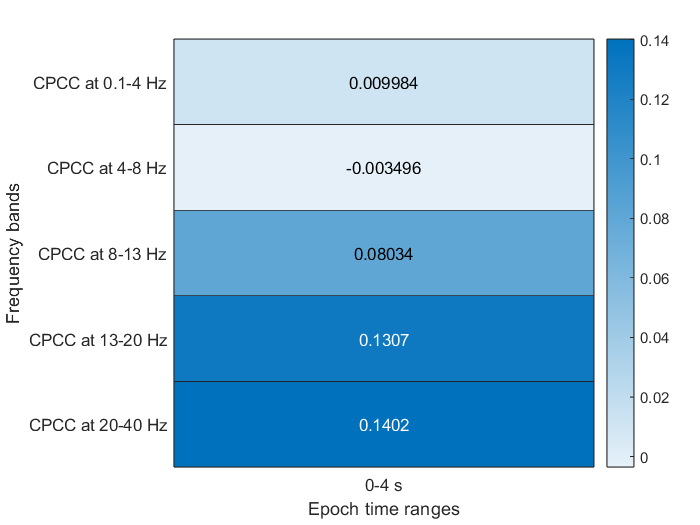 Frequency bands
CPCC at 0.1-4 Hz
0.009984
CPCC at 4-8 Hz
-0.003496
CPCC at 8-13 Hz
0.08034
CPCC at 13-20 Hz
0.1307
CPCC at 20-40 Hz
0.1402
0-4 s
Epoch time ranges
0.14
0.12
0.1
0.08
0.06
0.04
0.02
0